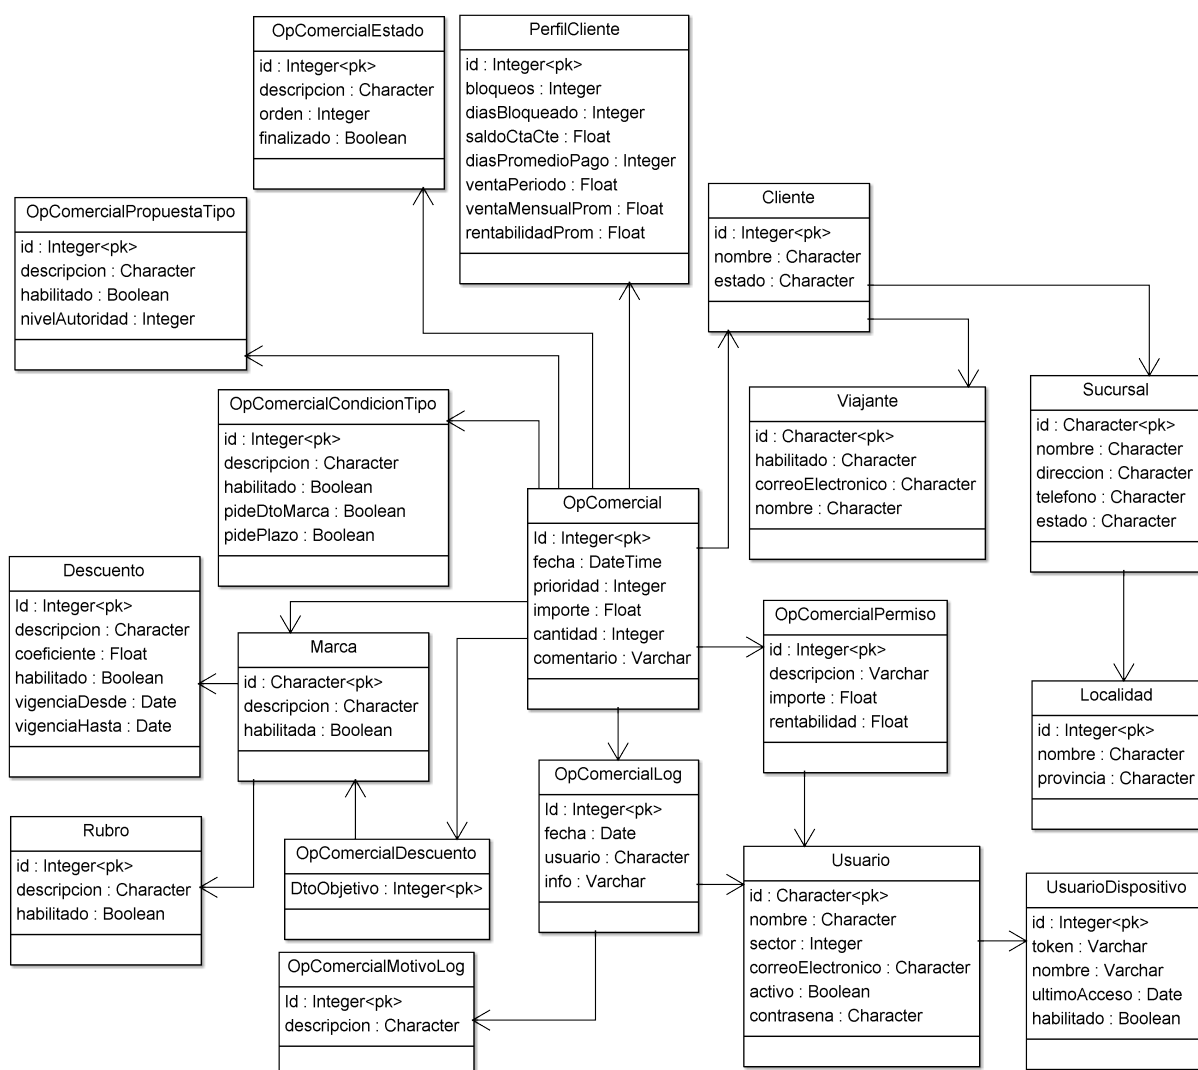 OpComercialEstado
id : Integer<pk>
descripcion : Character
orden : Integer
finalizado : Boolean
PerfilCliente
id : Integer<pk>
bloqueos : Integer
diasBloqueado : Integer
saldoCtaCte : Float
diasPromedioPago : Integer
ventaPeriodo : Float
ventaMensualProm : Float
rentabilidadProm : Float
Cliente
id : Integer<pk>
nombre : Character
estado : Character
OpComercialPropuestaTipo
id : Integer<pk>
descripcion : Character
habilitado : Boolean
nivelAutoridad : Integer
OpComercialCondicionTipo
id : Integer<pk>
descripcion : Character
habilitado : Boolean
pideDtoMarca : Boolean
pidePlazo : Boolean
Viajante
id : Character<pk>
habilitado : Character
correoElectronico : Character
nombre : Character
Sucursal
id : Character<pk>
nombre : Character
direccion : Character
telefono : Character
estado : Character
OpComercial
Id : Integer<pk>
fecha : DateTime
prioridad : Integer
importe : Float
cantidad : Integer
comentario : Varchar
Descuento
Id : Integer<pk>
descripcion : Character
coeficiente : Float
habilitado : Boolean
vigenciaDesde : Date
vigenciaHasta : Date
Marca
id : Character<pk>
descripcion : Character
habilitada : Boolean
OpComercialPermiso
id : Integer<pk>
descripcion : Varchar
importe : Float
rentabilidad : Float
Localidad
id : Integer<pk>
nombre : Character
provincia : Character
OpComercialLog
Id : Integer<pk>
fecha : Date
usuario : Character
info : Varchar
Rubro
id : Integer<pk>
descripcion : Character
habilitado : Boolean
OpComercialDescuento
DtoObjetivo : Integer<pk>
Usuario
id : Character<pk>
nombre : Character
sector : Integer
correoElectronico : Character
activo : Boolean
contrasena : Character
UsuarioDispositivo
id : Integer<pk>
token : Varchar
nombre : Varchar
ultimoAcceso : Date
habilitado : Boolean
OpComercialMotivoLog
Id : Integer<pk>
descripcion : Character